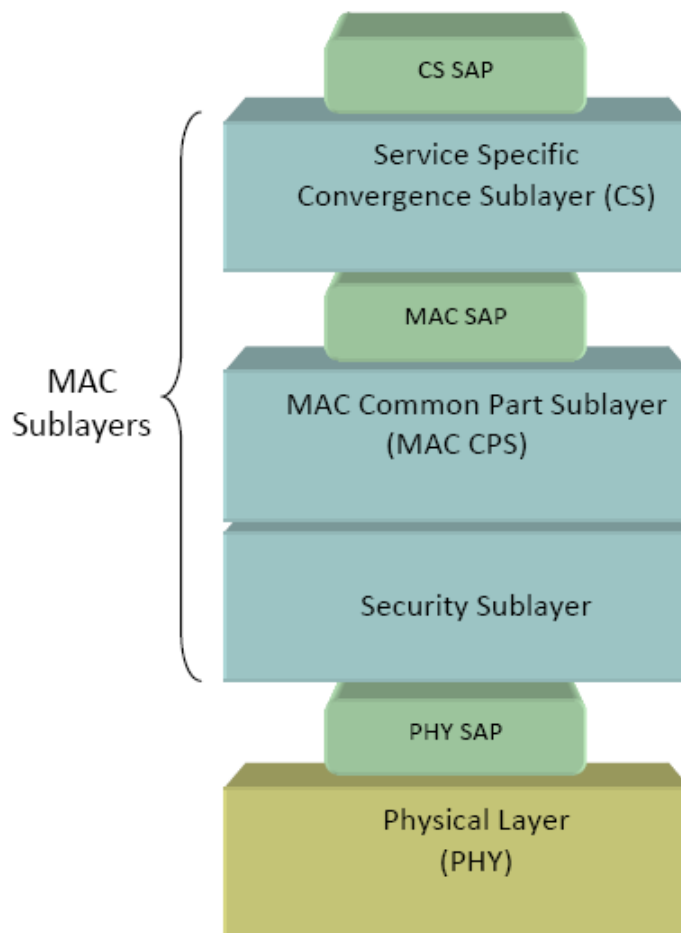 CS SAP
Service Specific
Convergence Sublayer (CS)
MAC SAP
MAC
Sublayers
MAC Common Part Sublayer
(MAC CPS)
Security Sublayer
PHY SAP
Physical Layer
(PHY)